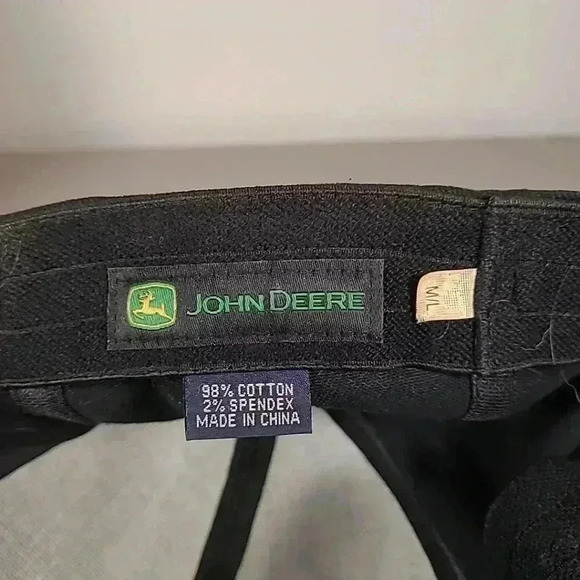 JOHN DEERE
M/L
98% COTTON
2% SPENDEX
MADE IN CHINA